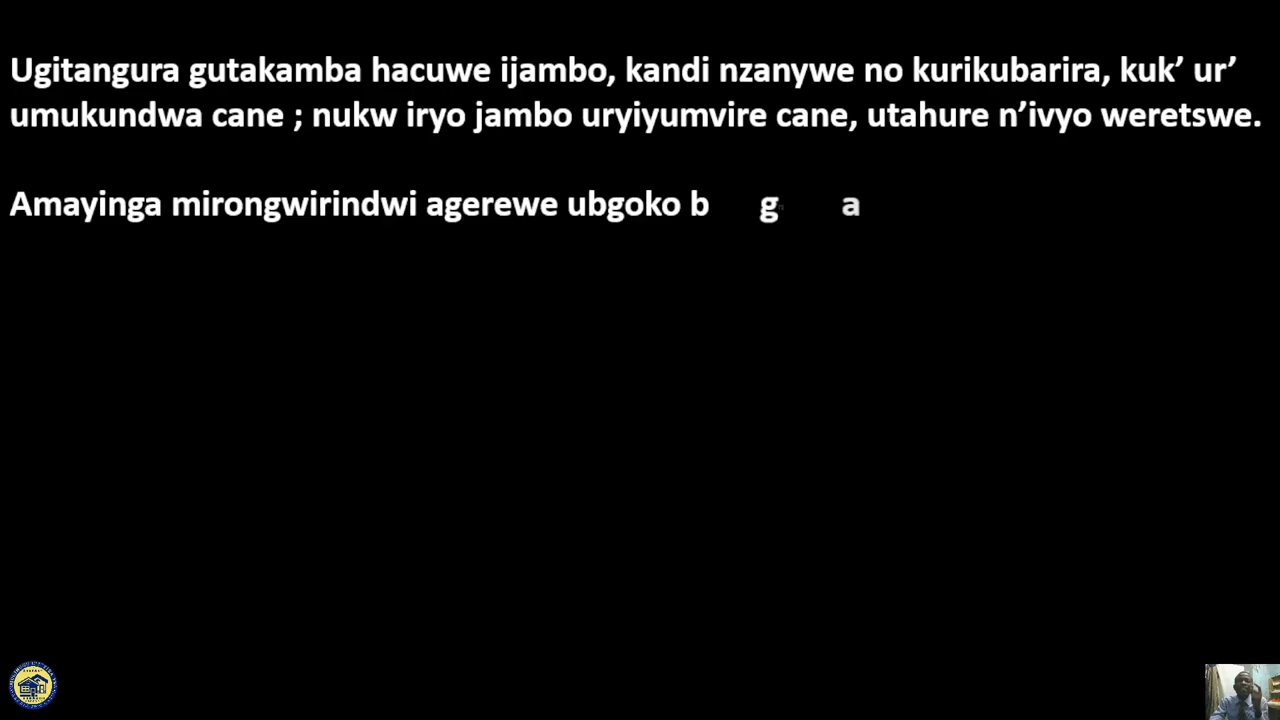 Ugitangura gutakamba hacuwe ijambo, kandi nzanywe no kurikubarira, kuk’ ur’
umukundwa cane ; nukw iryo jambo uryiyumvire cane, utahure n’ivyo weretswe.
Amayinga mirongwirindwi agerewe ubgoko b g a